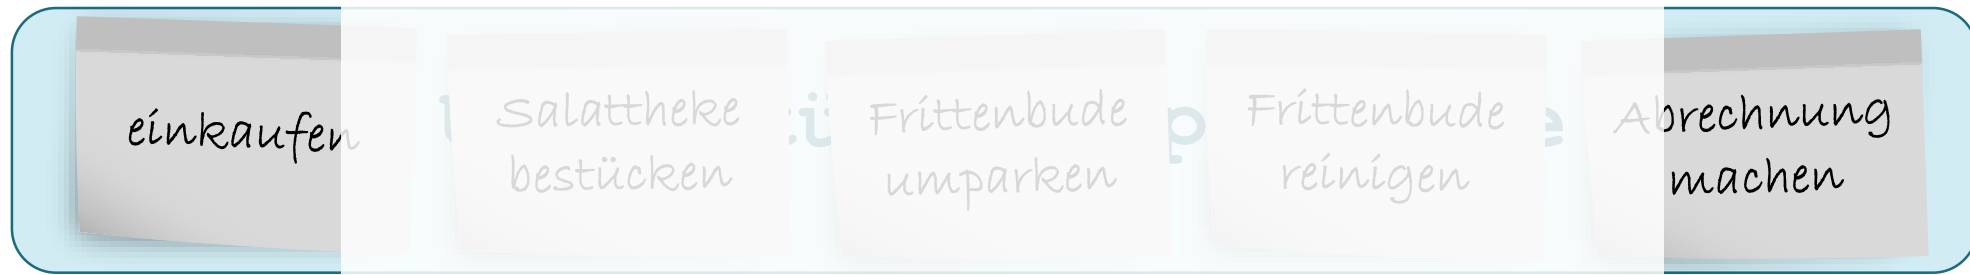 einkaufen
Salattheke
bestücken
Frittenbude
umparken
Frittenbude
reinigen
Abrechnung
machen